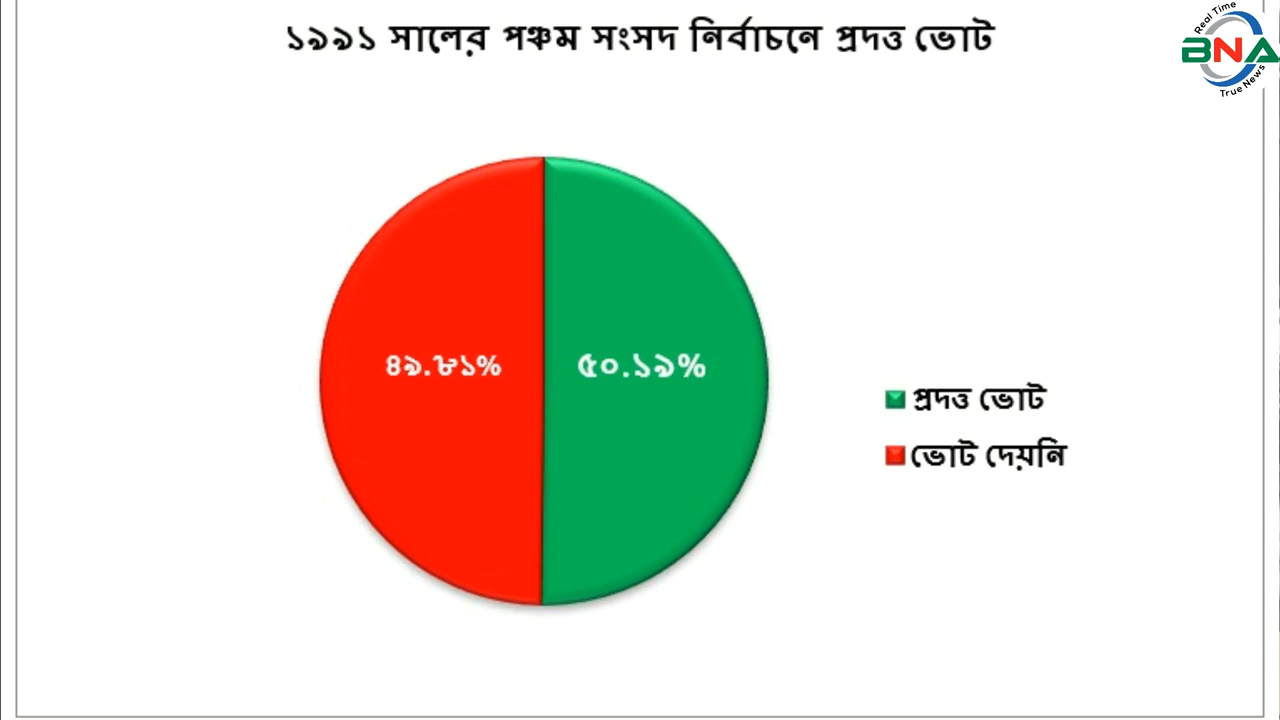 ১৯৯১ সালের পঞ্চম সংসদ নির্বাচনে প্রদত্ত ভোট
Real Time
BNA
True News
৪৯.৮১%
৫০.১৯%
প্রদত্ত ভোট
ভোট দেয়নি